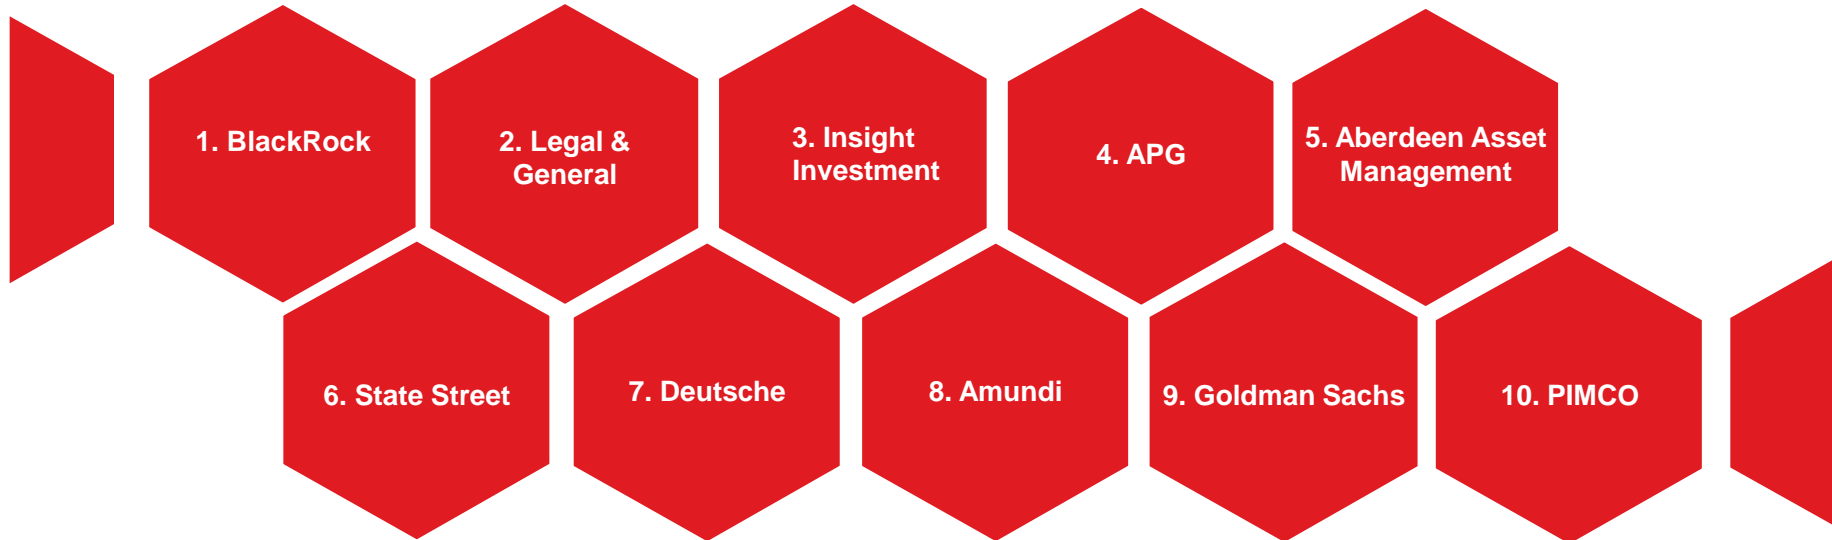 1. BlackRock
2. Legal &
General
3. Insight
Investment
4. APG
5. Aberdeen Asset
Management
6. State Street
7. Deutsche
8. Amundi
9. Goldman Sachs
10. PIMCO